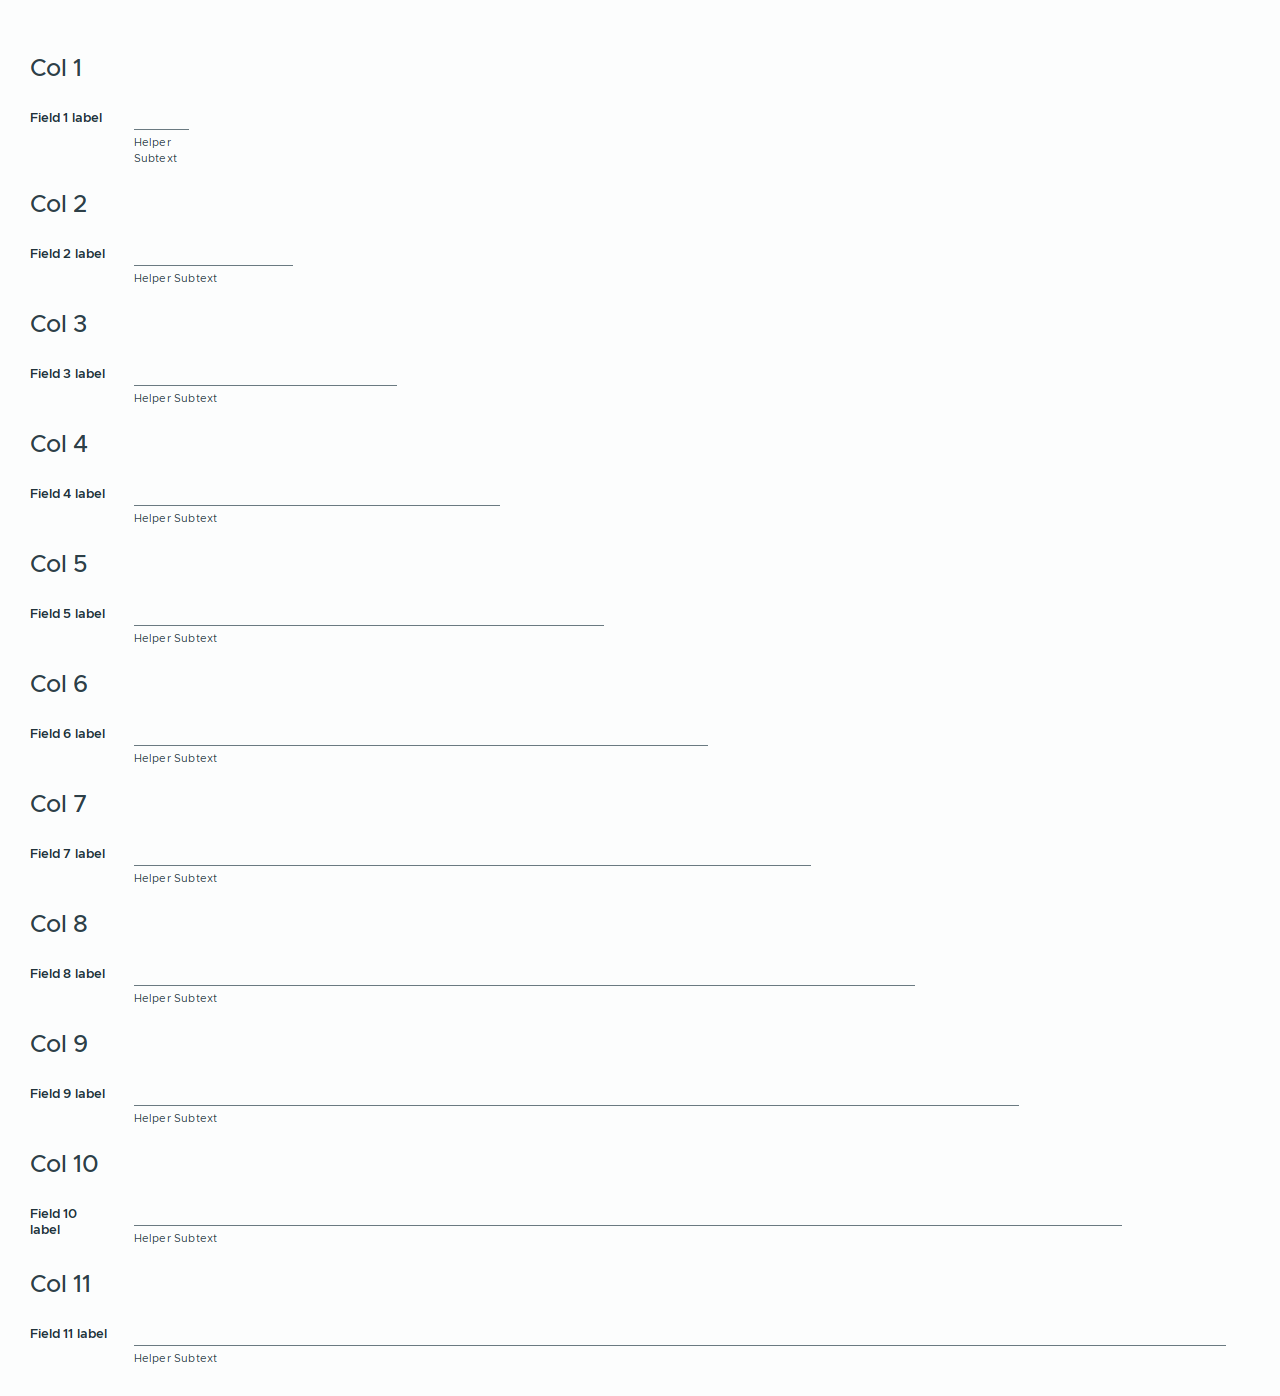 Col 1
Field 1 label
Helper
Subtext
Col 2
Field 2 label
Helper Subtext
Col 3
Field 3 label
Helper Subtext
Col 4
Field 4 label
Helper Subtext
Col 5
Field 5 label
Helper Subtext
Col 6
Field 6 label
Helper Subtext
Col 7
Field 7 label
Helper Subtext
Col 8
Field 8 label
Helper Subtext
Col 9
Field 9 label
Helper Subtext
Col 10
Field 10
label
Helper Subtext
Col 11
Field 11 label
Helper Subtext